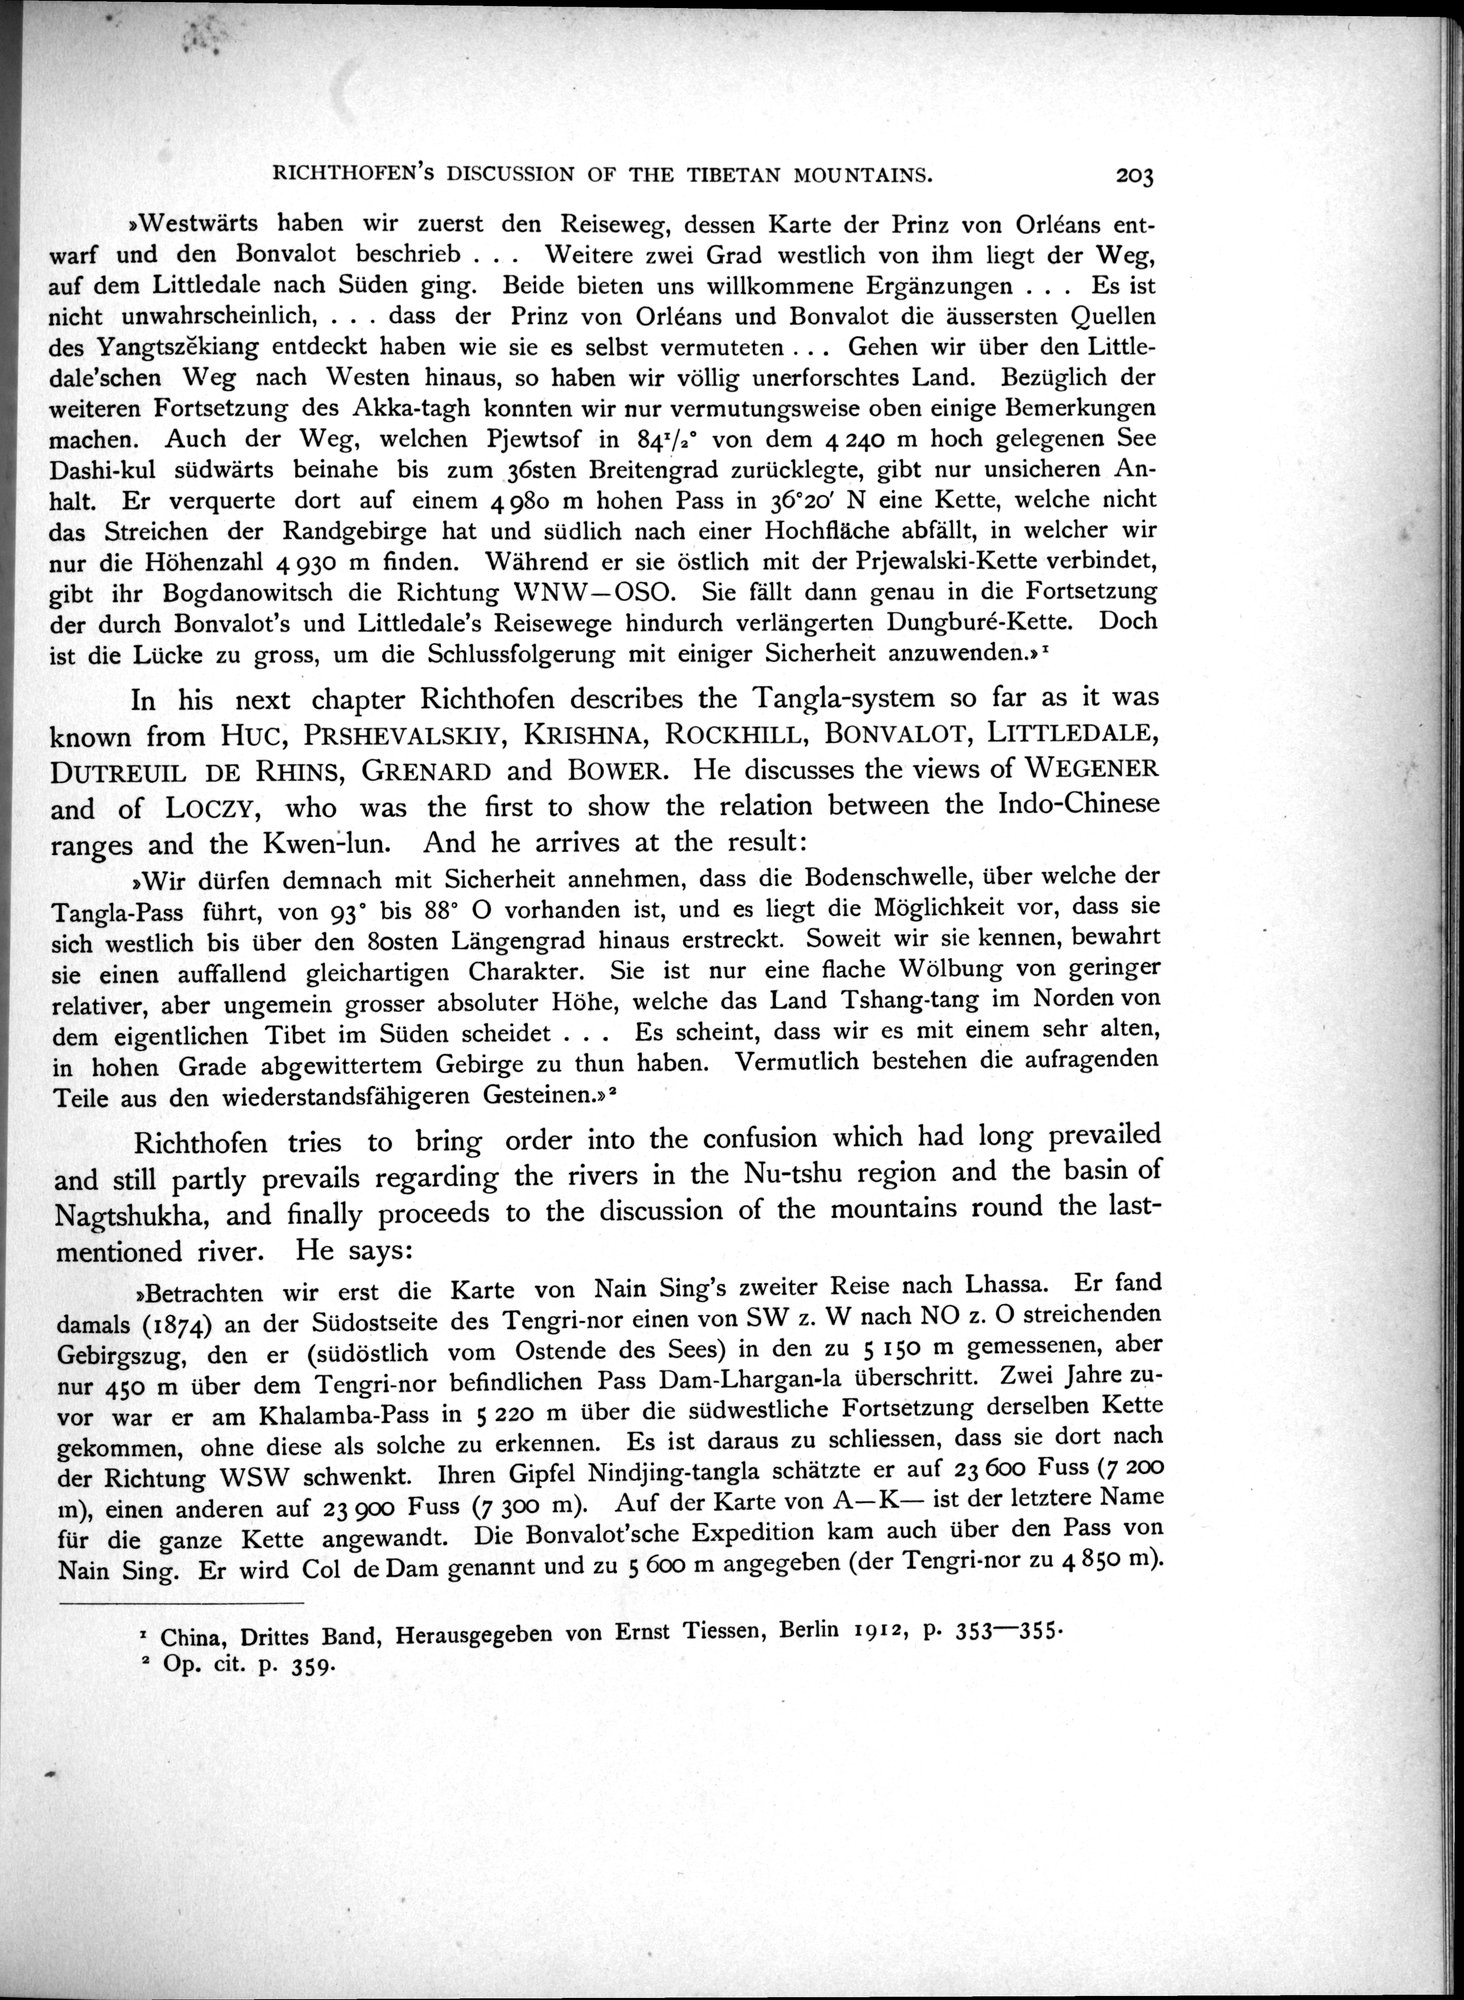 RICHTHOFEN'S DISCUSSION OF THE TIBETAN MOUNTAINS. 203
»Westwärts haben wir zuerst den Reiseweg, dessen Karte der Prinz von Orléans ent-
warf und den Bonvalot beschrieb . . . Weitere zwei Grad westlich von ihm liegt der Weg,
auf dem Littledale nach Süden ging. Beide bieten uns willkommene Ergänzungen . . . Es ist
nicht unwahrscheinlich, . . . dass der Prinz von Orléans und Bonvalot die äussersten Quellen
des Yangtszĕkiang entdeckt haben wie sie es selbst vermuteten . . . Gehen wir über den Little-
dale'schen Weg nach Westen hinaus, so haben wir völlig unerforschtes Land. Bezüglich der
weiteren Fortsetzung des Akka-tagh konnten wir nur vermutungsweise oben einige Bemerkungen
machen. Auch der Weg, welchen Pjewtsof in 84¹/₂° von dem 4 240 m hoch gelegenen See
Dashi-kul südwärts beinahe bis zum 36sten Breitengrad zurücklegte, gibt nur unsicheren An-
halt. Er verquerte dort auf einem 4 980 m hohen Pass in 36°20′ N eine Kette, welche nicht
das Streichen der Randgebirge hat und südlich nach einer Hochfläche abfällt, in welcher wir
nur die Höhenzahl 4 930 m finden. Während er sie östlich mit der Prjewalski-Kette verbindet,
gibt ihr Bogdanowitsch die Richtung WNW—OSO. Sie fällt dann genau in die Fortsetzung
der durch Bonvalot's und Littledale's Reisewege hindurch verlängerten Dungburé-Kette. Doch
ist die Lücke zu gross, um die Schlussfolgerung mit einiger Sicherheit anzuwenden.»¹
In his next chapter Richthofen describes the Tangla-system so far as it was
known from HUC, PRSHEVALSKIY, KRISHNA, ROCKHILL, BONVALOT, LITTLEDALE,
DUTREUIL DE RHINS, GRENARD and BOWER. He discusses the views of WEGENER
and of LOCZY, who was the first to show the relation between the Indo-Chinese
ranges and the Kwen-lun. And he arrives at the result:
»Wir dürfen demnach mit Sicherheit annehmen, dass die Bodenschwelle, über welche der
Tangla-Pass führt, von 93° bis 88° O vorhanden ist, und es liegt die Möglichkeit vor, dass sie
sich westlich bis über den 80sten Längengrad hinaus erstreckt. Soweit wir sie kennen, bewahrt
sie einen auffallend gleichartigen Charakter. Sie ist nur eine flache Wölbung von geringer
relativer, aber ungemein grosser absoluter Höhe, welche das Land Tshang-tang im Norden von
dem eigentlichen Tibet im Süden scheidet . . . Es scheint, dass wir es mit einem sehr alten,
in hohen Grade abgewittertem Gebirge zu thun haben. Vermutlich bestehen die aufragenden
Teile aus den wiederstandsfähigeren Gesteinen.»²
Richthofen tries to bring order into the confusion which had long prevailed
and still partly prevails regarding the rivers in the Nu-tshu region and the basin of
Nagtshukha, and finally proceeds to the discussion of the mountains round the last-
mentioned river. He says:
»Betrachten wir erst die Karte von Nain Sing's zweiter Reise nach Lhassa. Er fand
damals (1874) an der Südostseite des Tengri-nor einen von SW z. W nach NO z. O streichenden
Gebirgszug, den er (südöstlich vom Ostende des Sees) in den zu 5 150 m gemessenen, aber
nur 450 m über dem Tengri-nor befindlichen Pass Dam-Lhargan-la überschritt. Zwei Jahre zu-
vor war er am Khalamba-Pass in 5 220 m über die südwestliche Fortsetzung derselben Kette
gekommen, ohne diese als solche zu erkennen. Es ist daraus zu schliessen, dass sie dort nach
der Richtung WSW schwenkt. Ihren Gipfel Nindjing-tangla schätzte er auf 23 600 Fuss (7 200
m), einen anderen auf 23 900 Fuss (7 300 m). Auf der Karte von A—K— ist der letztere Name
für die ganze Kette angewandt. Die Bonvalot'sche Expedition kam auch über den Pass von
Nain Sing. Er wird Col de Dam genannt und zu 5 600 m angegeben (der Tengri-nor zu 4 850 m).
¹ China, Drittes Band, Herausgegeben von Ernst Tiessen, Berlin 1912, p. 353—355.
² Op. cit. p. 359.